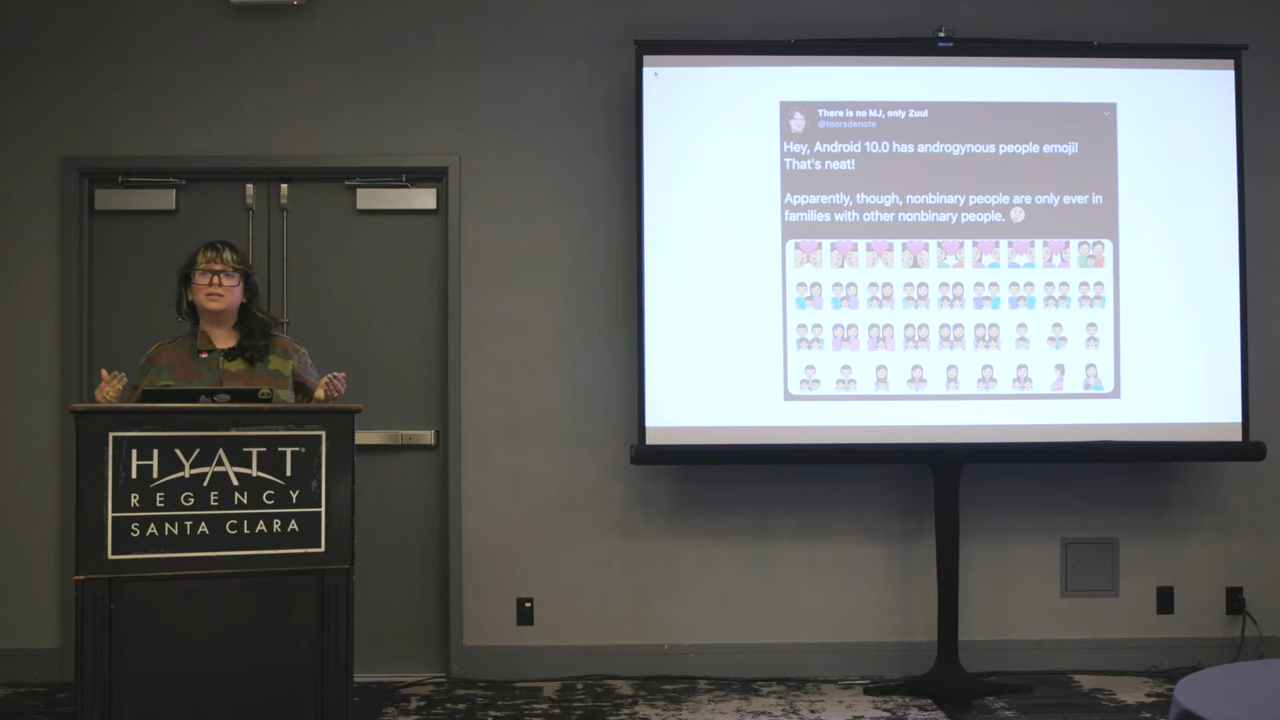 There is no MJ, only Zuul
@toorsdenote
Hey, Android 10.0 has androgynous people emoji!
That's neat!
Apparently, though, nonbinary people are only ever in
families with other nonbinary people.
HYATT
REGENCY
SANTA CLARA